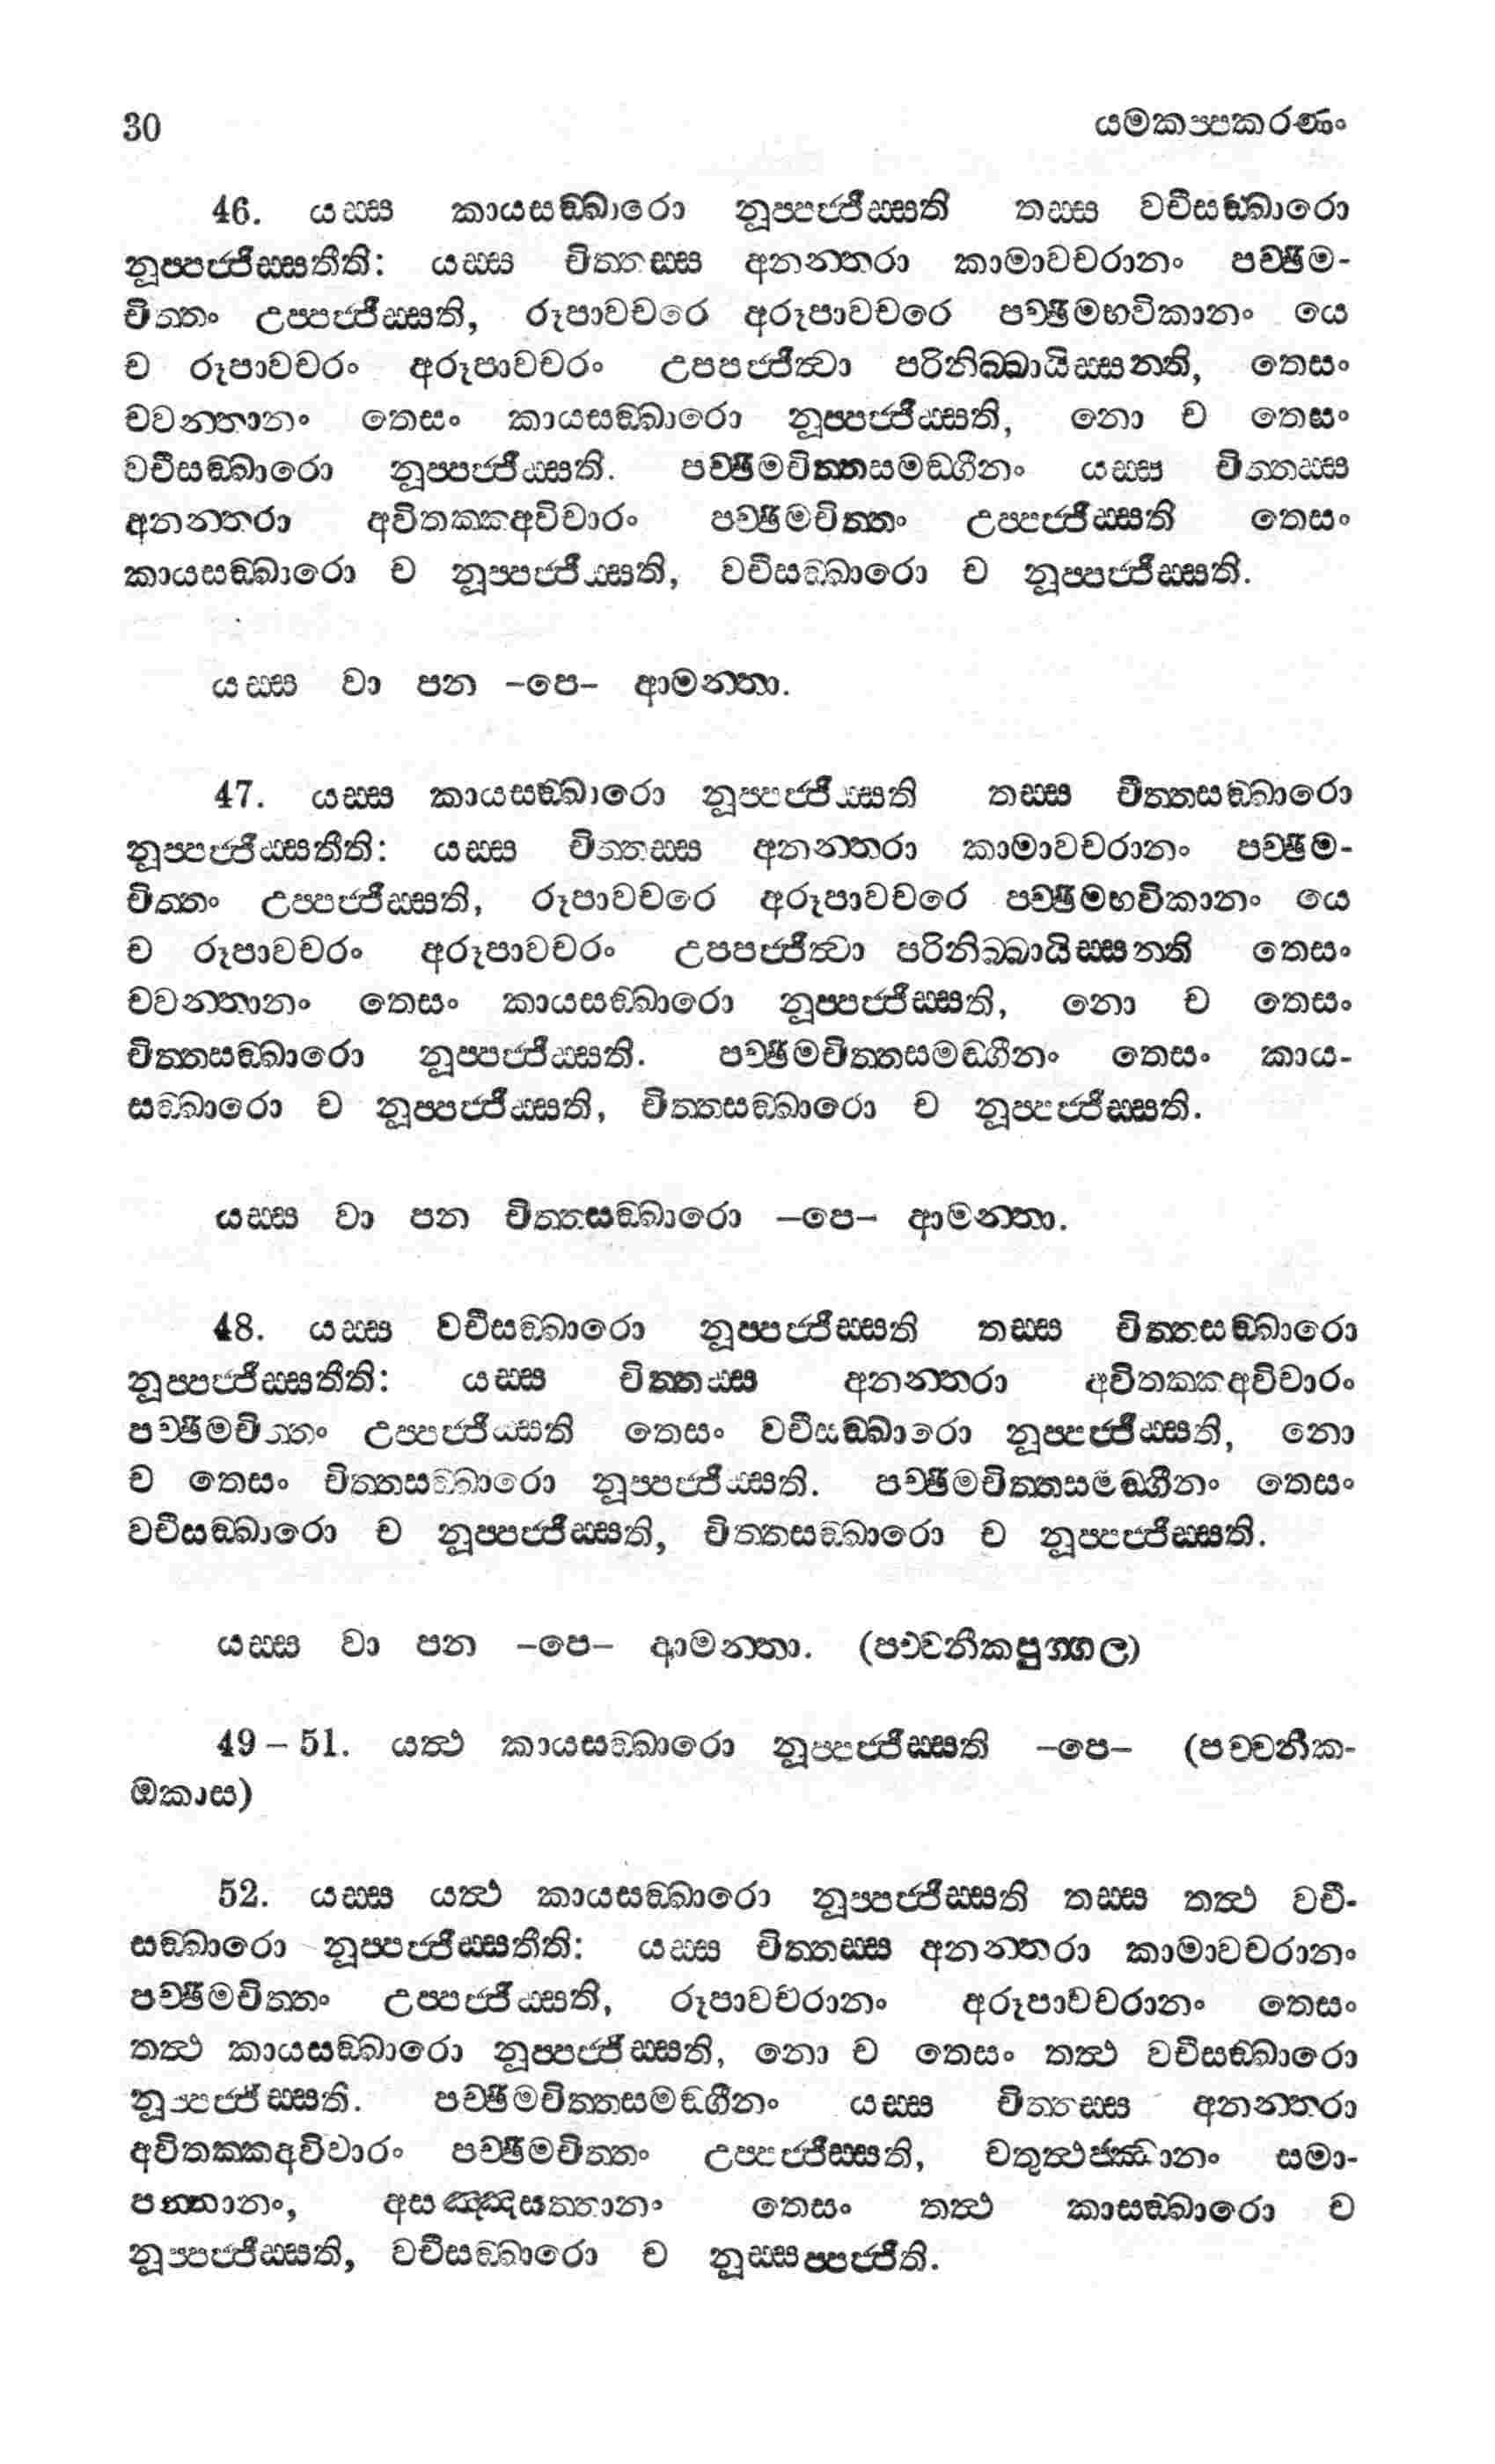 30 යමකප්පකරණං
46. යස්ස කායසඞ්ඛාරො නූප්පජ්ජිස්සති තස්ස වචීසඞ්ඛාරො
නූප්පජ්ජිස්සතීති: යස්ස චිත්තස්ස අනන්තරා කාමාවචරානං පච්ඡිම-
චිත්තං උප්පජ්ජිස්සති, රූපාවචරෙ අරූපාවචරෙ පච්ඡිමභවිකානං යෙ
ච රූපාවචරං අරූපාවචරං උපපජ්ජිත්වා පරිනිබ්බායිස්සන්ති, තෙසං
චවන්තානං තෙසං කායසඞ්ඛාරො නූප්පජ්ජිස්සති, නො ච තෙසං
වචීසඞ්ඛාරො නූප්පජ්ජිස්සති. පච්ඡිමචිත්තසමඞ්ගීනං යස්ස චිත්තස්ස
අනන්තරා අවිතක්කඅවිචාරං පච්ඡිමචිත්තං උප්පජ්ජිස්සති තෙසං
කායසඞ්ඛාරො ච නූප්පජ්ජිස්සති, වචීසඞ්ඛාරො ච නූප්පජ්ජිස්සති.
යස්ස වා පන –පෙ– ආමන්තා.
47. යස්ස කායසඞ්ඛාරො නූප්පජ්ජිස්සති තස්ස චිත්තසඞ්ඛාරො
නූප්පජ්ජිස්සතීති: යස්ස චිත්තස්ස අනන්තරා කාමාවචරානං පච්ඡිම-
චිත්තං උප්පජ්ජිස්සති, රූපාවචරෙ අරූපාවචරෙ පච්ඡිමභවිකානං යෙ
ච රූපාවචරං අරූපාවචරං උපපජ්ජිත්වා පරිනිබ්බායිස්සන්ති තෙසං
චවන්තානං තෙසං කායසඞ්ඛාරො නූප්පජ්ජිස්සති, නො ච තෙසං
චිත්තසඞ්ඛාරො නූප්පජ්ජිස්සති. පච්ඡිමචිත්තසමඞ්ගීනං තෙසං කාය-
සඞ්ඛාරො ච නූප්පජ්ජිස්සති, චිත්තසඞ්ඛාරො ච නූප්පජ්ජිස්සති.
යස්ස වා පන චිත්තසඞ්ඛාරො –පෙ– ආමන්තා.
48. යස්ස වචීසඞ්ඛාරො නූප්පජ්ජිස්සති තස්ස චිත්තසඞ්ඛාරො
නූප්පජ්ජිස්සතීති: යස්ස චිත්තස්ස අනන්තරා අවිතක්කඅවිචාරං
පච්ඡිමචිත්තං උප්පජ්ජිස්සති තෙසං වචීසඞ්ඛාරො නූප්පජ්ජිස්සති, නො
ච තෙසං චිත්තසඞ්ඛාරො නූප්පජ්ජිස්සති. පච්ඡිමචිත්තසමඞ්ගීනං තෙසං
වචීසඞ්ඛාරො ච නූප්පජ්ජිස්සති, චිත්තසඞ්ඛාරො ච නූප්පජ්ජිස්සති.
යස්ස වා පන –පෙ– ආමන්තා. (පච්චනීකපුග්ගල)
49 – 51. යත්ථ කායසඞ්ඛාරො නූප්පජ්ජිස්සති –පෙ– (පච්චනීක-
ඔකාස)
52. යස්ස යත්ථ කායසඞ්ඛාරො නූප්පජ්ජිස්සති තස්ස තත්ථ වචී-
සඞ්ඛාරො නූප්පජ්ජිස්සතීති: යස්ස චිත්තස්ස අනන්තරා කාමාවචරානං
පච්ඡිමචිත්තං උප්පජ්ජිස්සති, රූපාවචරානං අරූපාවචරානං තෙසං
තත්ථ කායසඞ්ඛාරො නූප්පජ්ජිස්සති, නො ච තෙසං තත්ථ වචීසඞ්ඛාරො
නූප්පජ්ජිස්සති. පච්ඡිමචිත්තසමඞ්ගීනං යස්ස චිත්තස්ස අනන්තරා
අවිතක්කඅවිචාරං පච්ඡිමචිත්තං උප්පජ්ජිස්සති, චතුත්ථජ්ඣානං සමා-
පන්නානං, අසඤ්ඤසත්තානං තෙසං තත්ථ කාසඞ්ඛාරො ච
නූප්පජ්ජිස්සති, වචීසඞ්ඛාරො ච නූස්සප්පජ්ජිති.